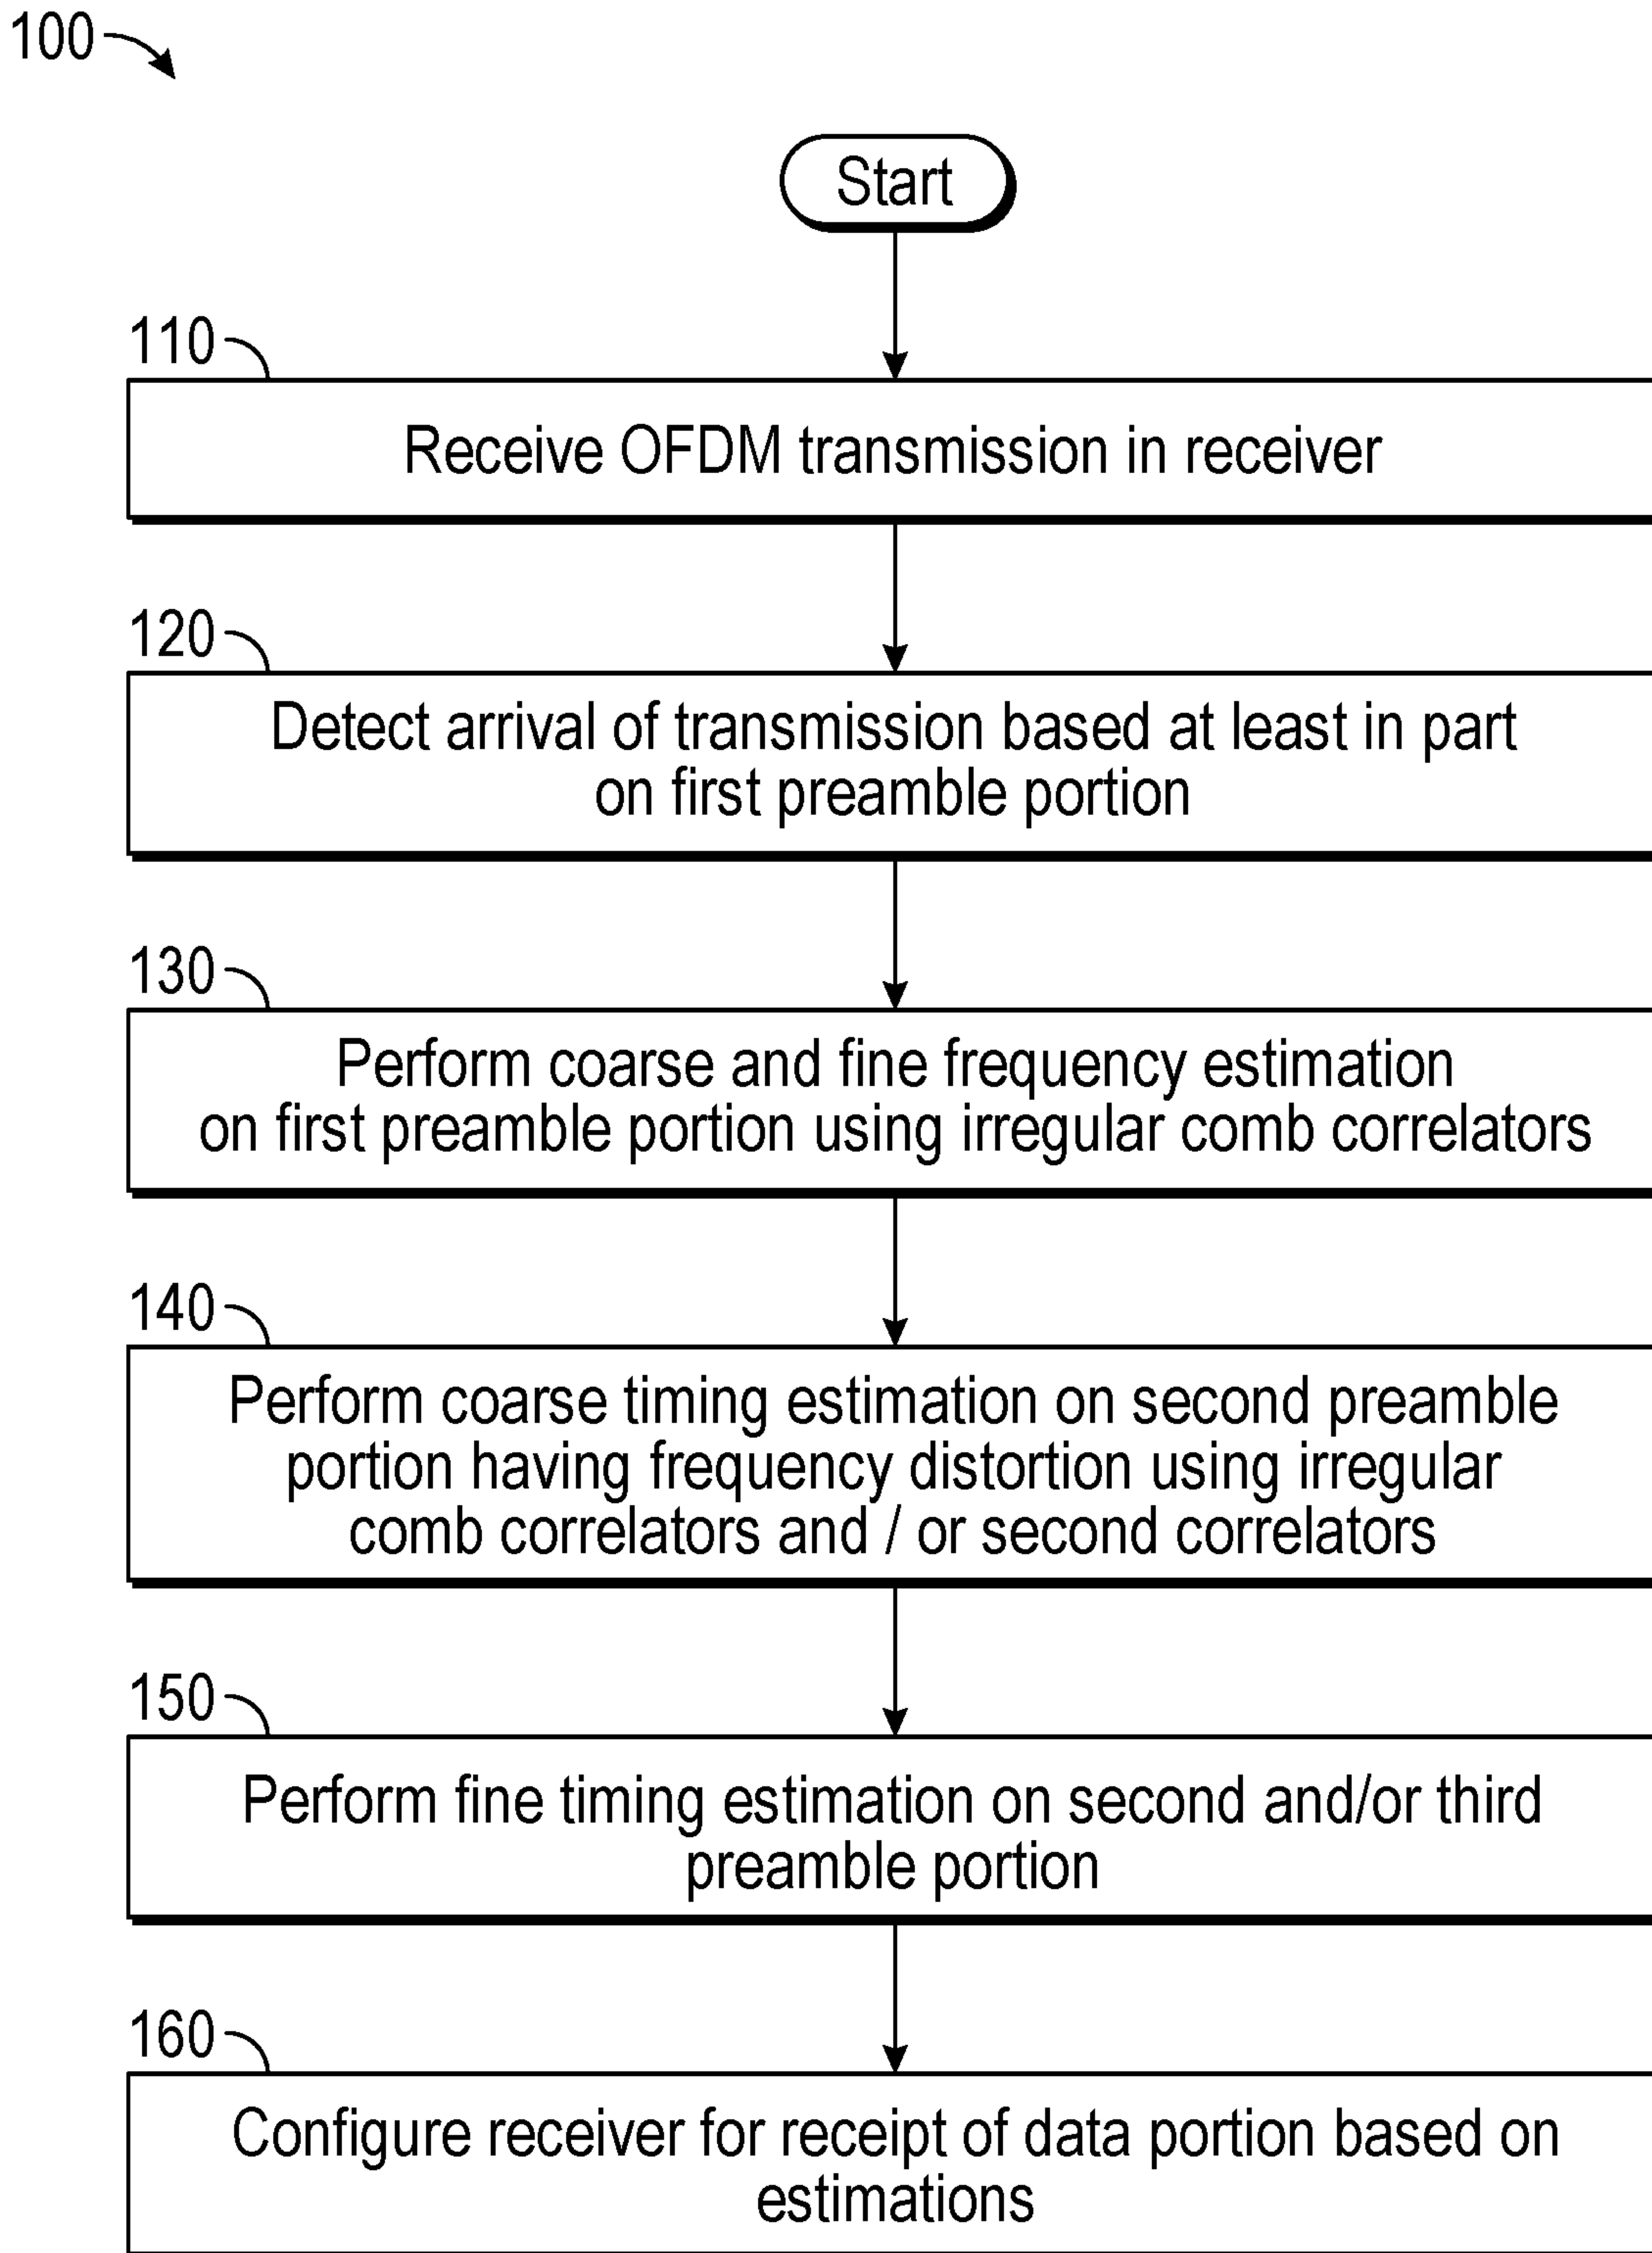 100
Start
110
Receive OFDM transmission in receiver
120
Detect arrival of transmission based at least in part
on first preamble portion
130
Perform coarse and fine frequency estimation
on first preamble portion using irregular comb correlators
140
Perform coarse timing estimation on second preamble
portion having frequency distortion using irregular
comb correlators and / or second correlators
150
Perform fine timing estimation on second and/or third
preamble portion
160
Configure receiver for receipt of data portion based on
estimations